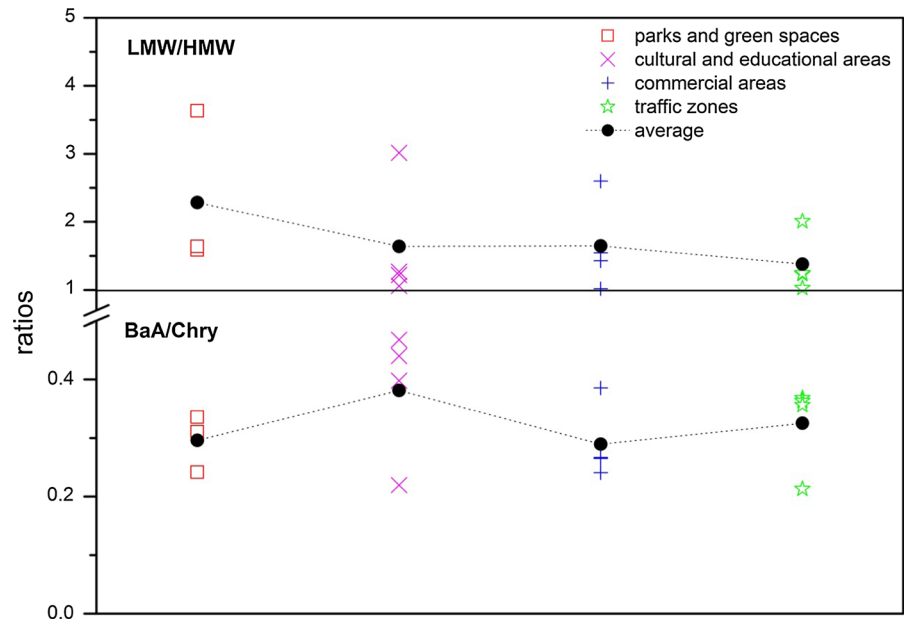 5
LMW/HMW
parks and green spaces
cultural and educational areas
4
commercial areas
traffic zones
average
3
2
1
ratios
BaA/Chry
0.4
0.2
0.0